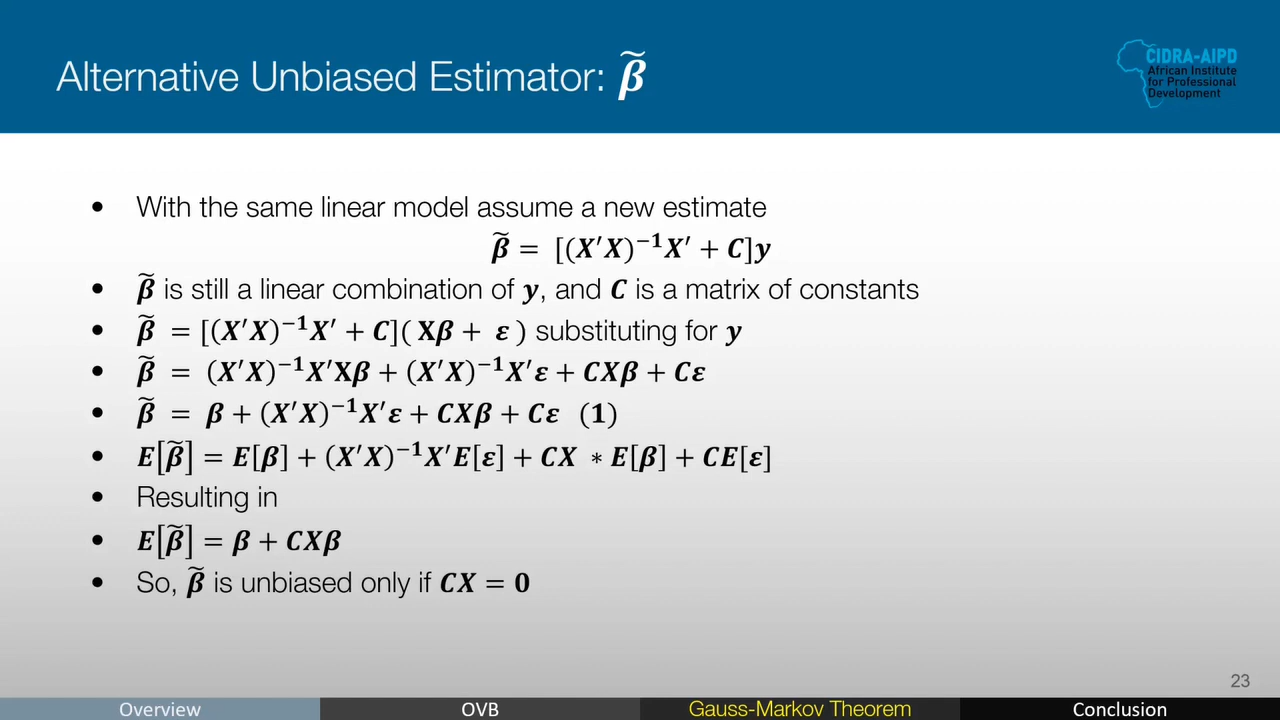 Alternative Unbiased Estimator: β̃
CIDRA-AIPD
African Institute
for Professional
Development
• With the same linear model assume a new estimate
β̃ = [(X′X)⁻¹X′ + C]y
• β̃ is still a linear combination of y, and C is a matrix of constants
• β̃ = [(X′X)⁻¹X′ + C]( Xβ + ε ) substituting for y
• β̃ = (X′X)⁻¹X′Xβ + (X′X)⁻¹X′ε + CXβ + Cε
• β̃ = β + (X′X)⁻¹X′ε + CXβ + Cε (1)
• E[β̃] = E[β] + (X′X)⁻¹X′E[ε] + CX * E[β] + CE[ε]
• Resulting in
• E[β̃] = β + CXβ
• So, β̃ is unbiased only if CX = 0
23
Overview OVB Gauss-Markov Theorem Conclusion